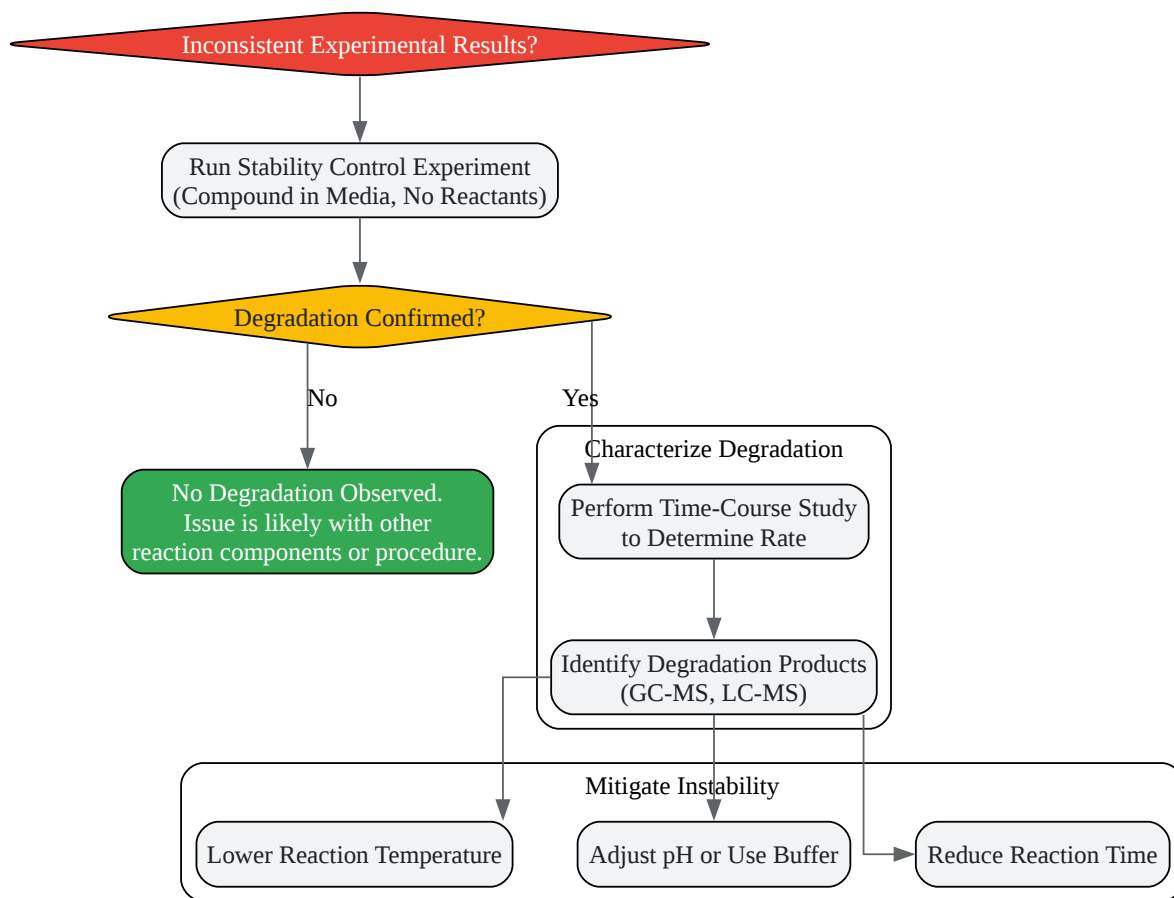 Inconsistent Experimental Results?
Run Stability Control Experiment
(Compound in Media, No Reactants)
Degradation Confirmed?
No
Yes
No Degradation Observed.
Issue is likely with other
reaction components or procedure.
Characterize Degradation
Perform Time-Course Study
to Determine Rate
Identify Degradation Products
(GC-MS, LC-MS)
Mitigate Instability
Lower Reaction Temperature
Adjust pH or Use Buffer
Reduce Reaction Time